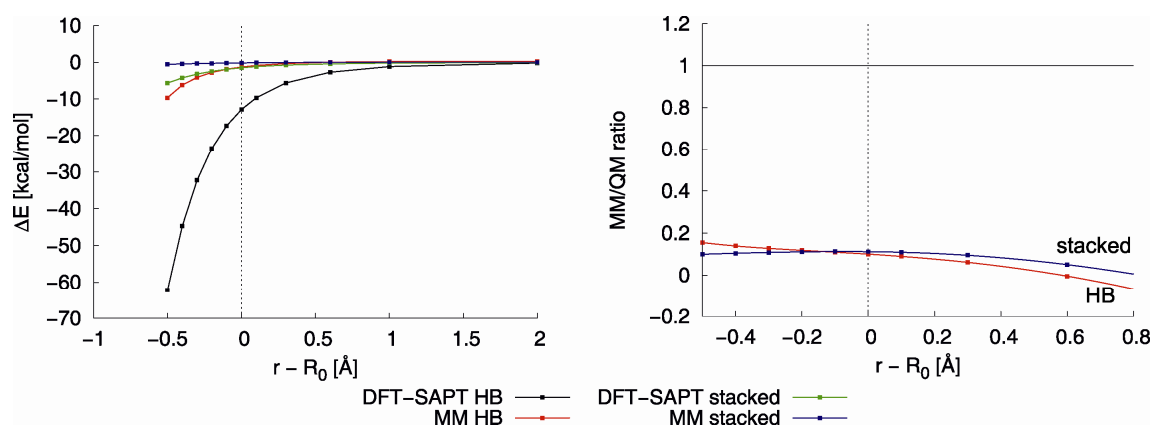 10
0
−10
−20
−30
−40
−50
−60
−70
ΔE [kcal/mol]
−1 −0.5 0 0.5 1 1.5 2
r − R0 [Å]
1.2
1
0.8
0.6
0.4
0.2
0
−0.2
MM/QM ratio
stacked
HB
−0.4 −0.2 0 0.2 0.4 0.6 0.8
r − R0 [Å]
DFT−SAPT HB
MM HB
DFT−SAPT stacked
MM stacked